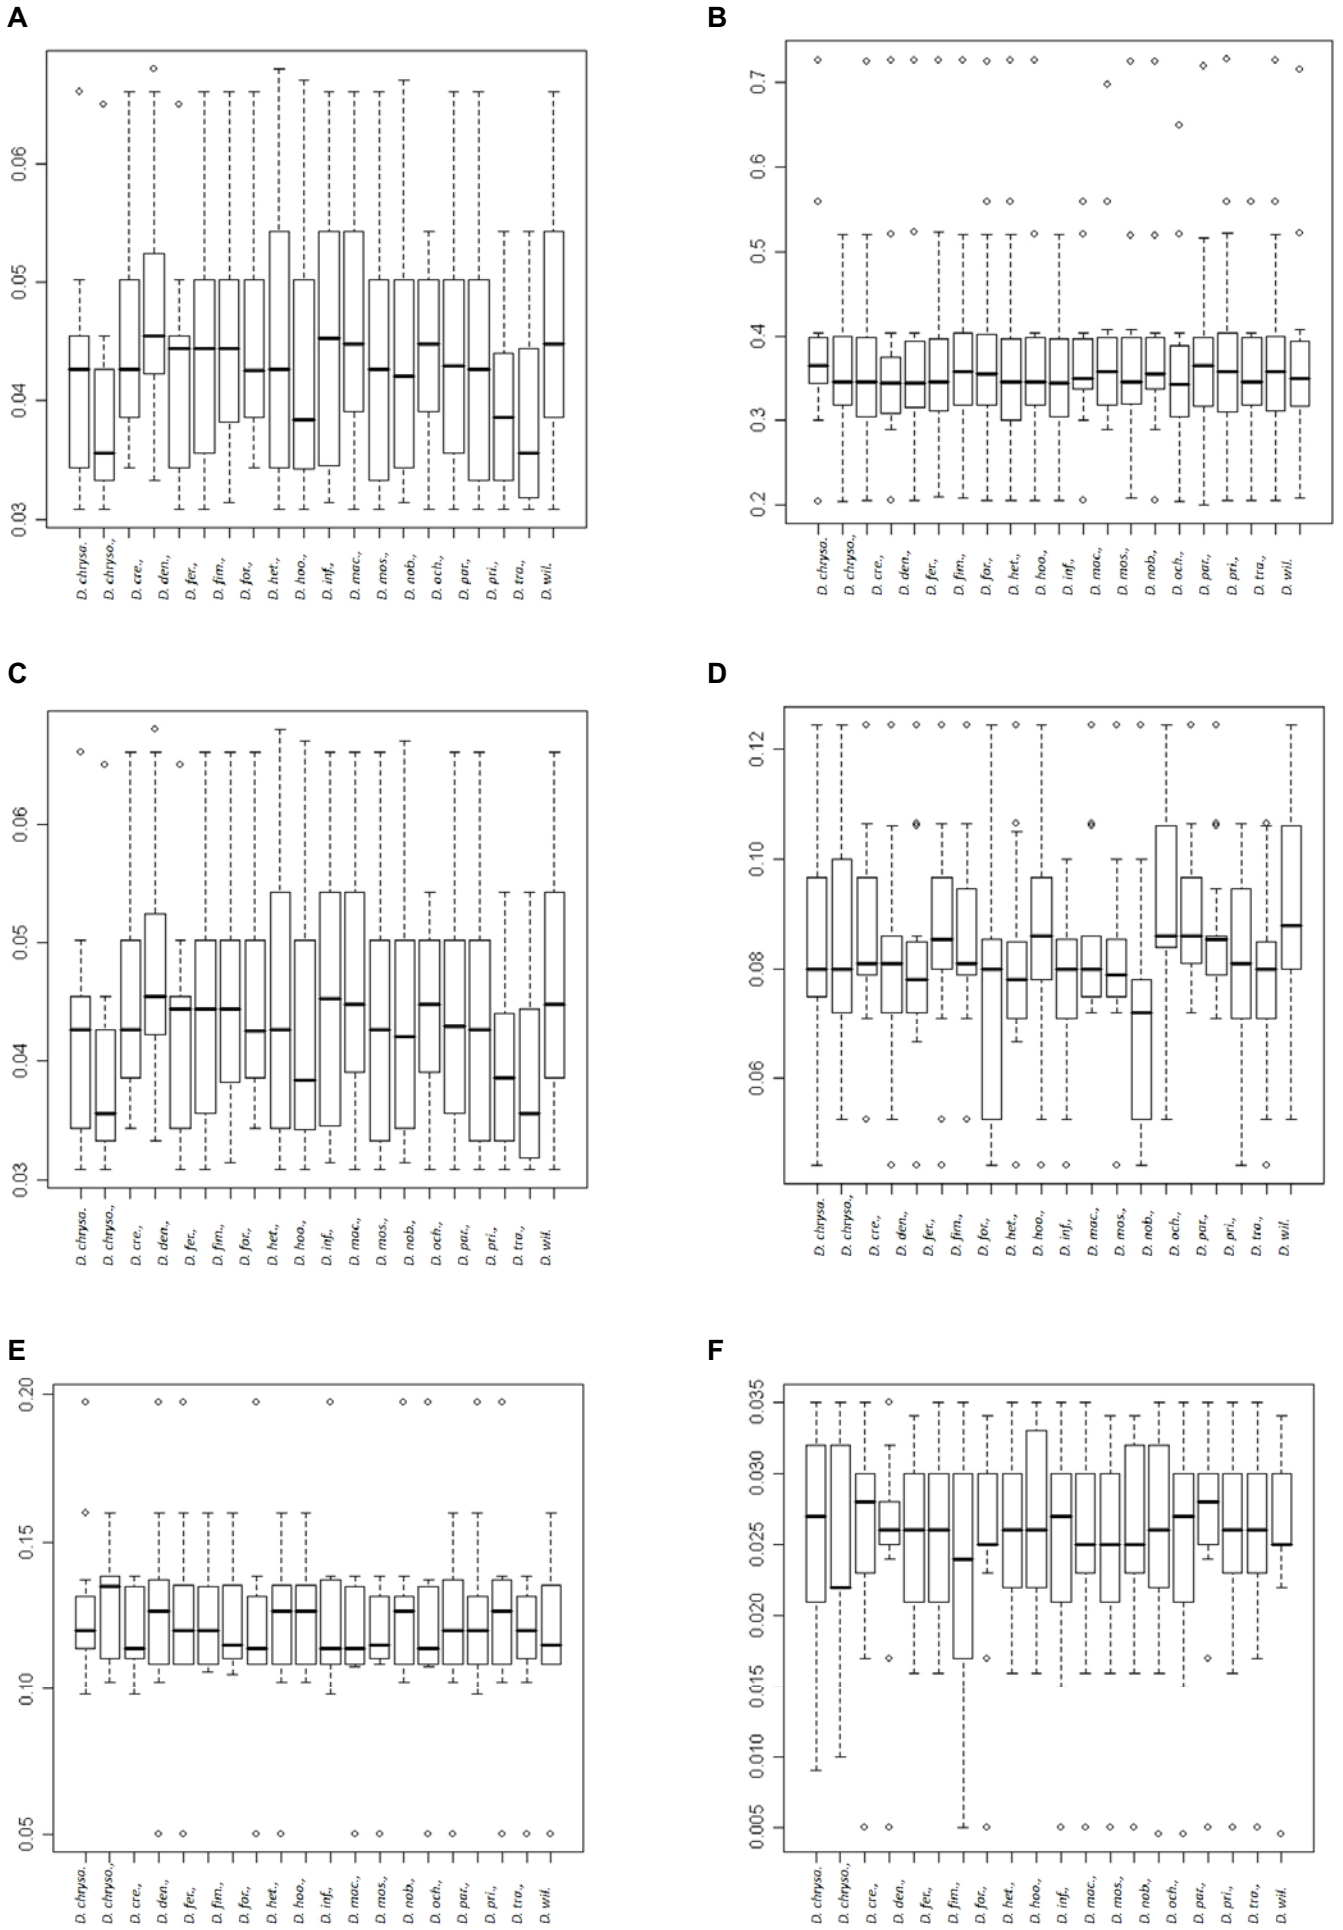 A
0.06
0.05
0.04
0.03
D. chrysa.
D. chryso.,
D. cre.,
D. den.,
D. fer.,
D. fim.,
D. for.,
D. het.,
D. hoo.,
D. inf.,
D. mac.,
D. mos.,
D. nob.,
D. och.,
D. par.,
D. pri.,
D. tra.,
D. wil.
B
0.7
0.6
0.5
0.4
0.3
0.2
D. chrysa.
D. chryso.,
D. cre.,
D. den.,
D. fer.,
D. fim.,
D. for.,
D. het.,
D. hoo.,
D. inf.,
D. mac.,
D. mos.,
D. nob.,
D. och.,
D. par.,
D. pri.,
D. tra.,
D. wil.
C
0.06
0.05
0.04
0.03
D. chrysa.
D. chryso.,
D. cre.,
D. den.,
D. fer.,
D. fim.,
D. for.,
D. het.,
D. hoo.,
D. inf.,
D. mac.,
D. mos.,
D. nob.,
D. och.,
D. par.,
D. pri.,
D. tra.,
D. wil.
D
0.12
0.10
0.08
0.06
D. chrysa.
D. chryso.,
D. cre.,
D. den.,
D. fer.,
D. fim.,
D. for.,
D. het.,
D. hoo.,
D. inf.,
D. mac.,
D. mos.,
D. nob.,
D. och.,
D. par.,
D. pri.,
D. tra.,
D. wil.
E
0.20
0.15
0.10
0.05
D. chrysa.
D. chryso.,
D. cre.,
D. den.,
D. fer.,
D. fim.,
D. for.,
D. het.,
D. hoo.,
D. inf.,
D. mac.,
D. mos.,
D. nob.,
D. och.,
D. par.,
D. pri.,
D. tra.,
D. wil.
F
0.035
0.030
0.025
0.020
0.015
0.010
0.005
D. chrysa.
D. chryso.,
D. cre.,
D. den.,
D. fer.,
D. fim.,
D. for.,
D. het.,
D. hoo.,
D. inf.,
D. mac.,
D. mos.,
D. nob.,
D. och.,
D. par.,
D. pri.,
D. tra.,
D. wil.